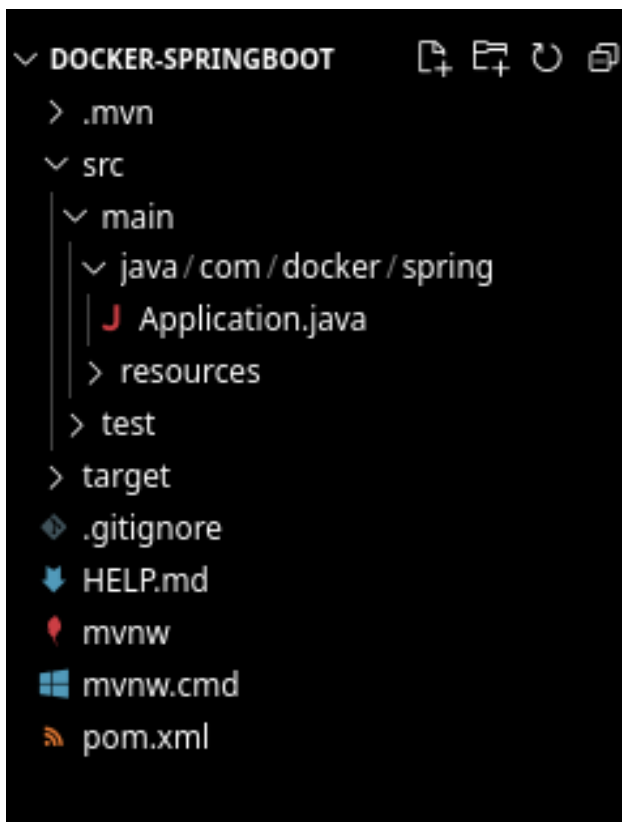 DOCKER-SPRINGBOOT
.mvn
src
main
java/com/docker/spring
J Application.java
resources
test
target
.gitignore
HELP.md
mvnw
mvnw.cmd
pom.xml